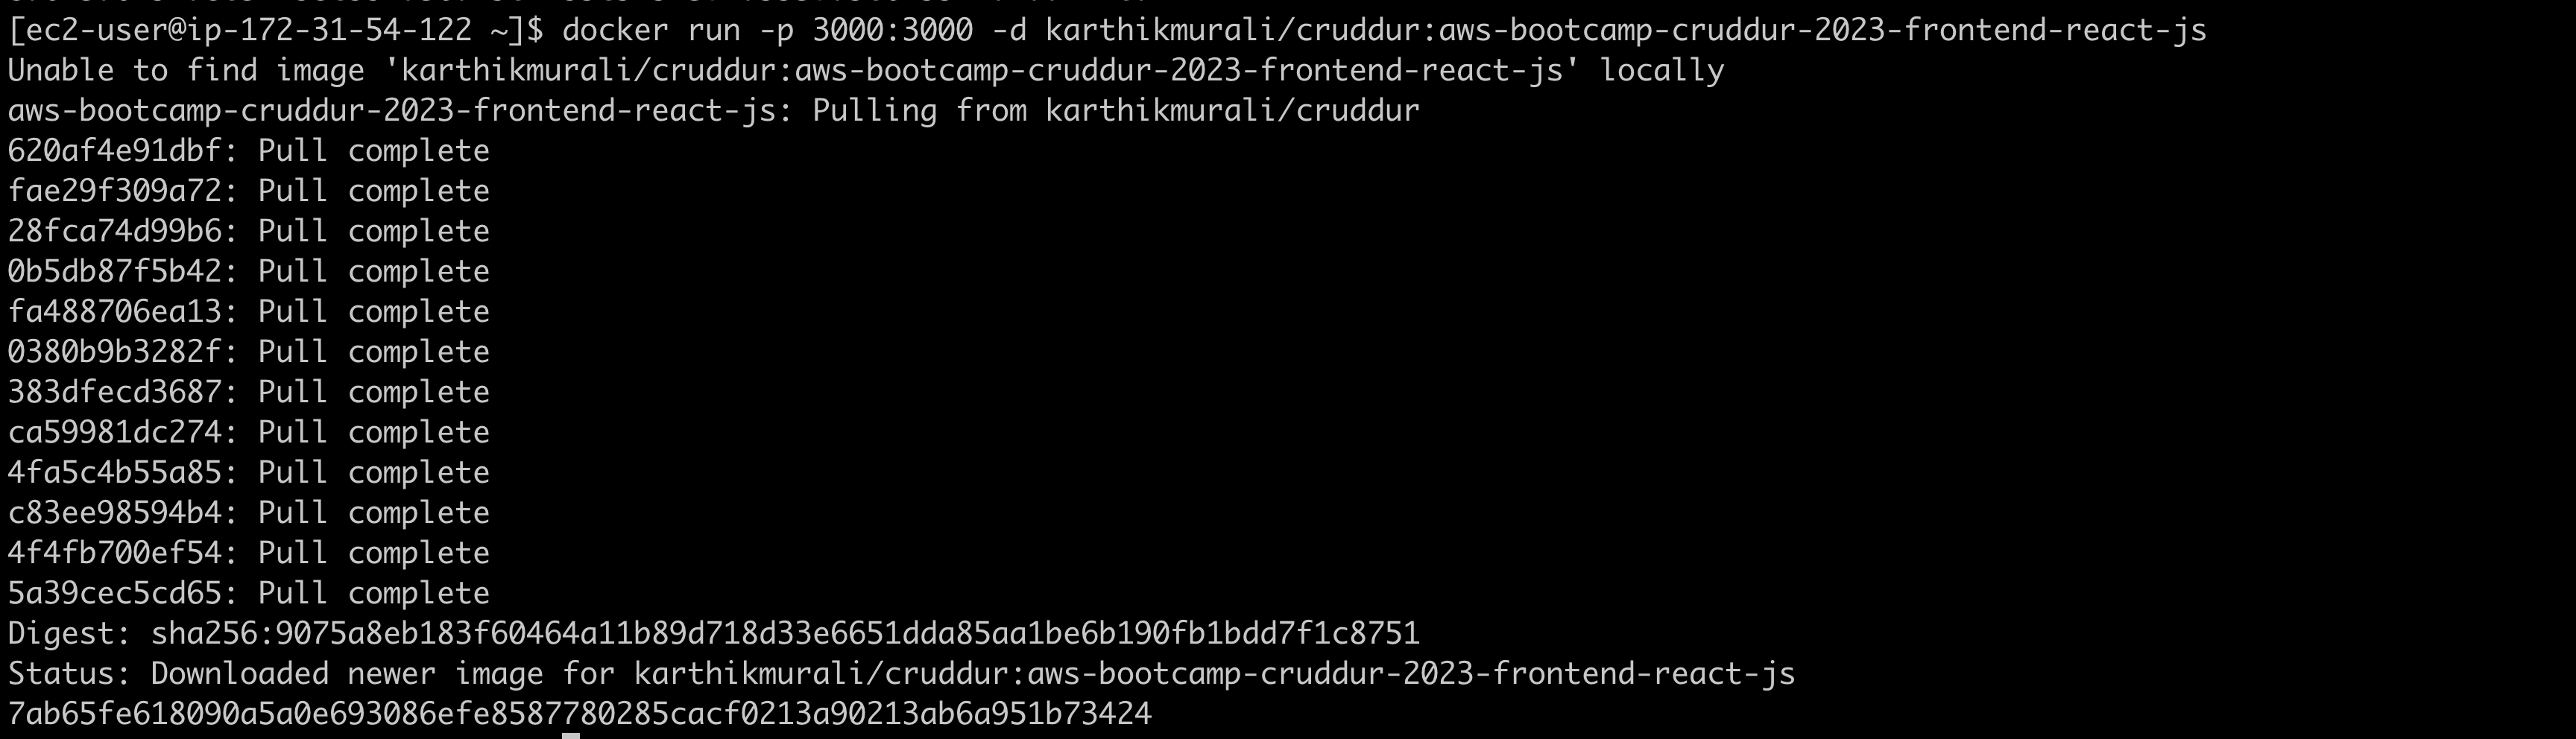 [ec2-user@ip-172-31-54-122 ~]$ docker run -p 3000:3000 -d karthikmurali/cruddur:aws-bootcamp-cruddur-2023-frontend-react-js
Unable to find image 'karthikmurali/cruddur:aws-bootcamp-cruddur-2023-frontend-react-js' locally
aws-bootcamp-cruddur-2023-frontend-react-js: Pulling from karthikmurali/cruddur
620af4e91dbf: Pull complete
fae29f309a72: Pull complete
28fca74d99b6: Pull complete
0b5db87f5b42: Pull complete
fa488706ea13: Pull complete
0380b9b3282f: Pull complete
383dfecd3687: Pull complete
ca59981dc274: Pull complete
4fa5c4b55a85: Pull complete
c83ee98594b4: Pull complete
4f4fb700ef54: Pull complete
5a39cec5cd65: Pull complete
Digest: sha256:9075a8eb183f60464a11b89d718d33e6651dda85aa1be6b190fb1bdd7f1c8751
Status: Downloaded newer image for karthikmurali/cruddur:aws-bootcamp-cruddur-2023-frontend-react-js
7ab65fe618090a5a0e693086efe8587780285cacf0213a90213ab6a951b73424